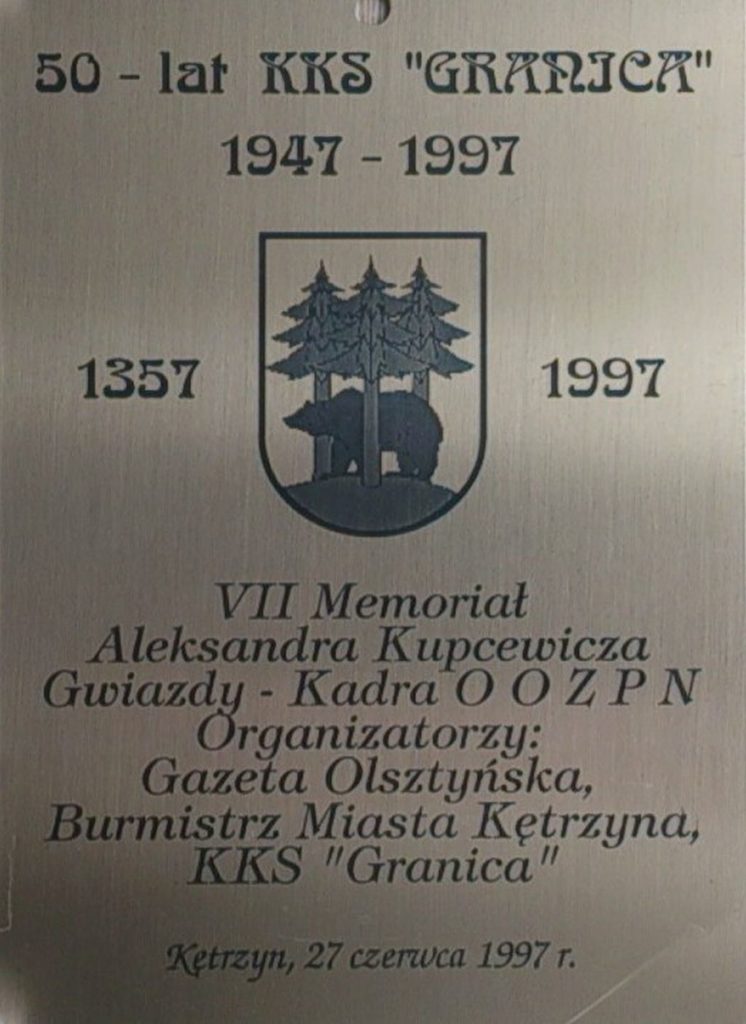 50 - lat KKS "GRANICA"
1947 - 1997
1357 1997
VII Memoriał
Aleksandra Kupcewicza
Gwiazdy - Kadra O O Z P N
Organizatorzy:
Gazeta Olsztyńska,
Burmistrz Miasta Kętrzyna,
KKS "Granica"
Kętrzyn, 27 czerwca 1997 r.